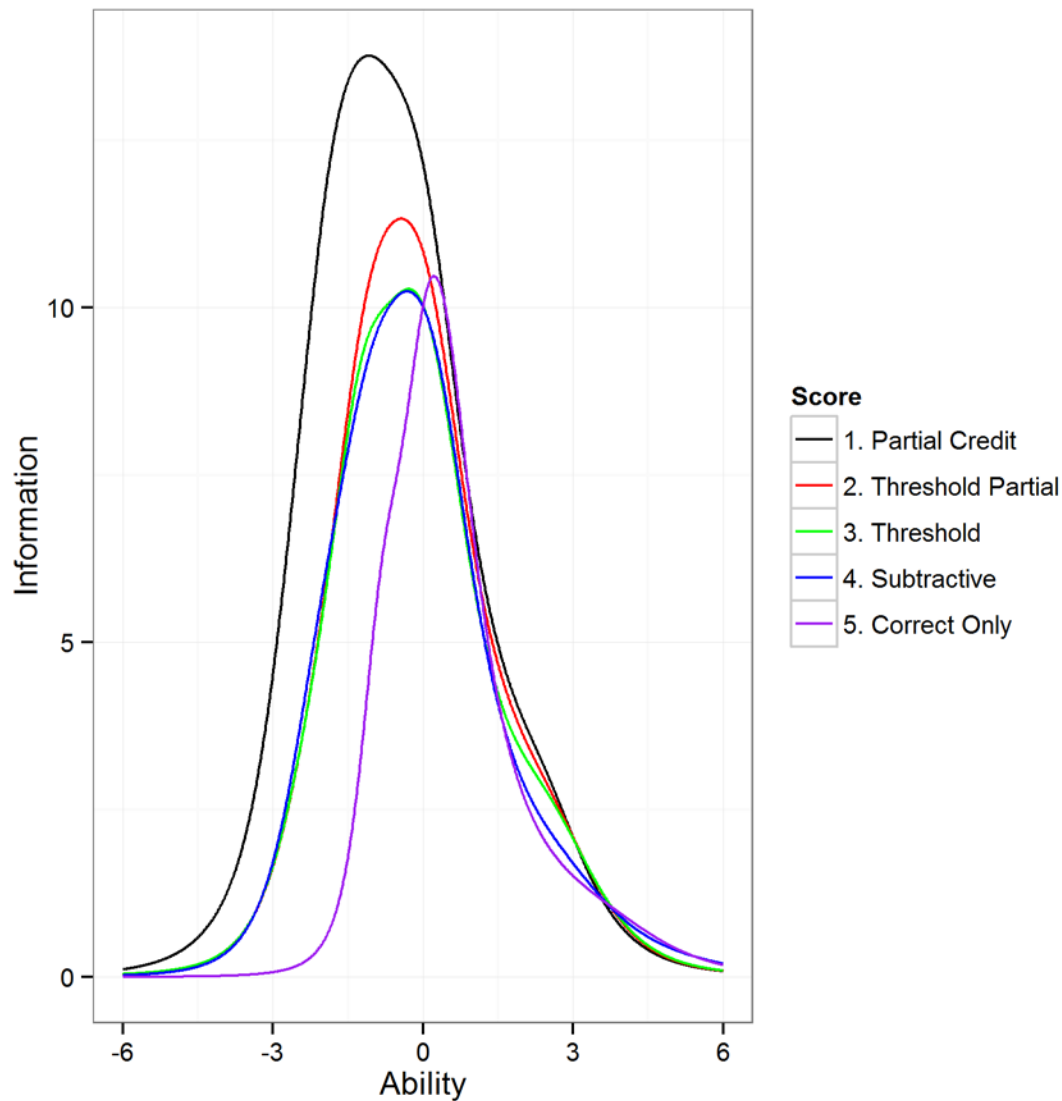 10
5
0
-6
-3
0
3
6
Information
Ability
Score
1. Partial Credit
2. Threshold Partial
3. Threshold
4. Subtractive
5. Correct Only